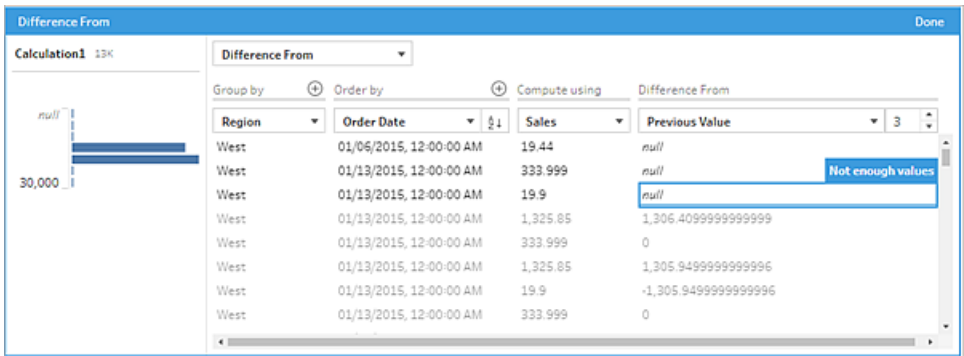 Difference From Done
Calculation1 13K Difference From
Group by Order by Compute using Difference From
null Region Order Date Sales Previous Value 3
West 01/06/2015, 12:00:00 AM 19.44 null
West 01/13/2015, 12:00:00 AM 333.999 null Not enough values
30,000 West 01/13/2015, 12:00:00 AM 19.9 null
West 01/13/2015, 12:00:00 AM 1,325.85 1,306.4099999999999
West 01/13/2015, 12:00:00 AM 333.999 0
West 01/13/2015, 12:00:00 AM 1,325.85 1,305.9499999999996
West 01/13/2015, 12:00:00 AM 19.9 -1,305.9499999999996
West 01/13/2015, 12:00:00 AM 333.999 0